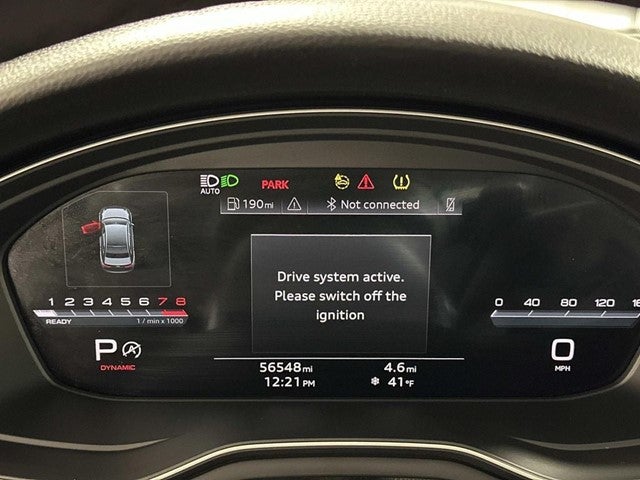 AUTO
PARK
190mi
Not connected
Drive system active.
Please switch off the
ignition
1 2 3 4 5 6 7 8
READY 1 / min x 1000
0 40 80 120 16
P A
DYNAMIC
0
MPH
56548mi 4.6mi
12:21PM 41°F